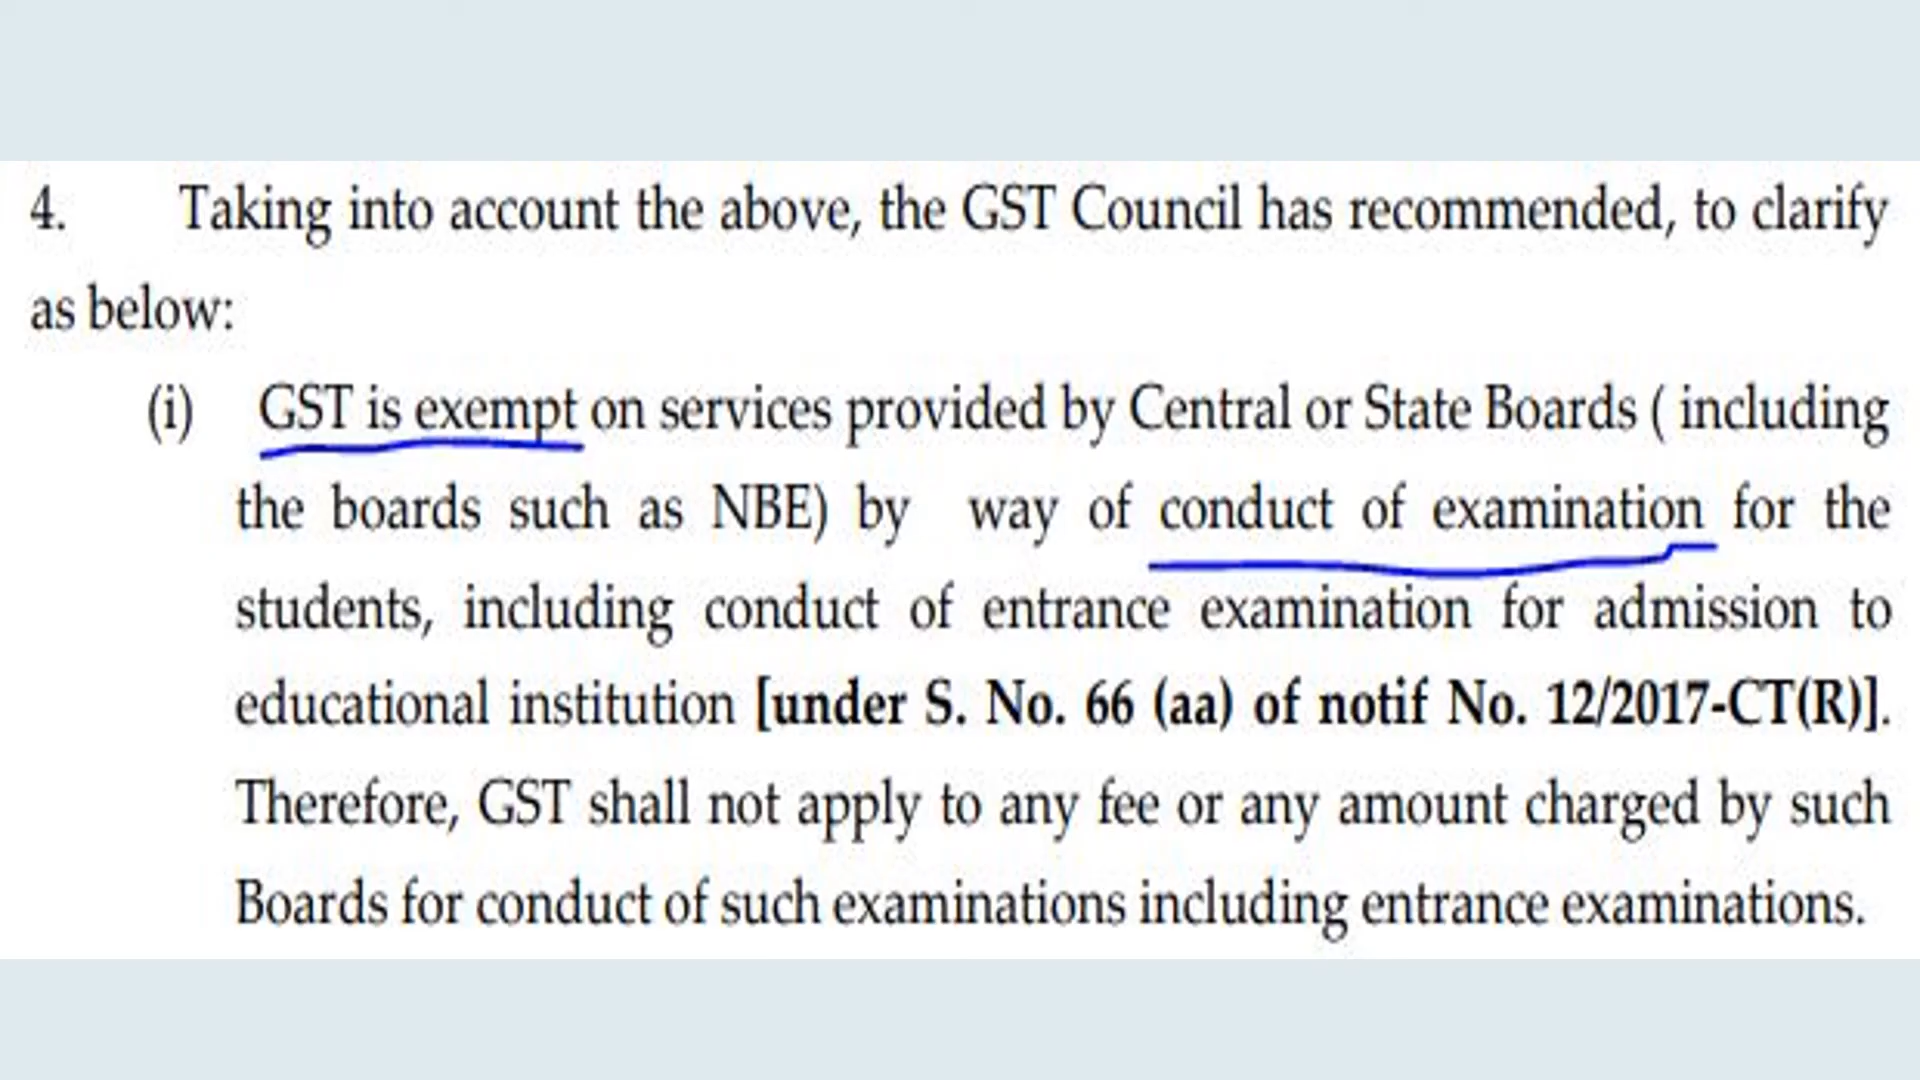 4. Taking into account the above, the GST Council has recommended, to clarify
as below:
(i) GST is exempt on services provided by Central or State Boards ( including
the boards such as NBE) by way of conduct of examination for the
students, including conduct of entrance examination for admission to
educational institution [under S. No. 66 (aa) of notif No. 12/2017-CT(R)].
Therefore, GST shall not apply to any fee or any amount charged by such
Boards for conduct of such examinations including entrance examinations.